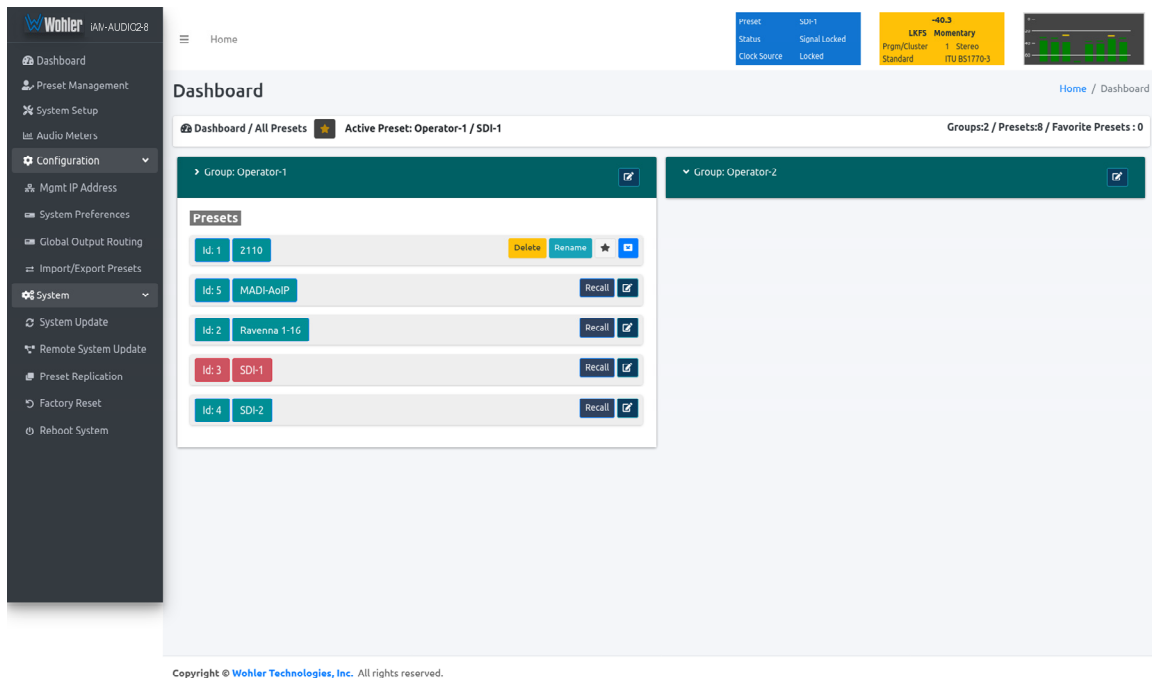 Wohler iAM-AUDIO2-8
Dashboard
Preset Management
System Setup
Audio Meters
Configuration
Mgmt IP Address
System Preferences
Global Output Routing
Import/Export Presets
System
System Update
Remote System Update
Preset Replication
Factory Reset
Reboot System
Home
Preset SDI-1
Status Signal Locked
Clock Source Locked
-40.3
LKFS Momentary
Prgm/Cluster 1 Stereo
Standard ITU BS1770-3
Dashboard
Home / Dashboard
Dashboard / All Presets Active Preset: Operator-1 / SDI-1 Groups:2 / Presets:8 / Favorite Presets : 0
Group: Operator-1
Group: Operator-2
Presets
Id: 1 2110 Delete Rename
Id: 5 MADI-AoIP Recall
Id: 2 Ravenna 1-16 Recall
Id: 3 SDI-1 Recall
Id: 4 SDI-2 Recall
Copyright © Wohler Technologies, Inc. All rights reserved.